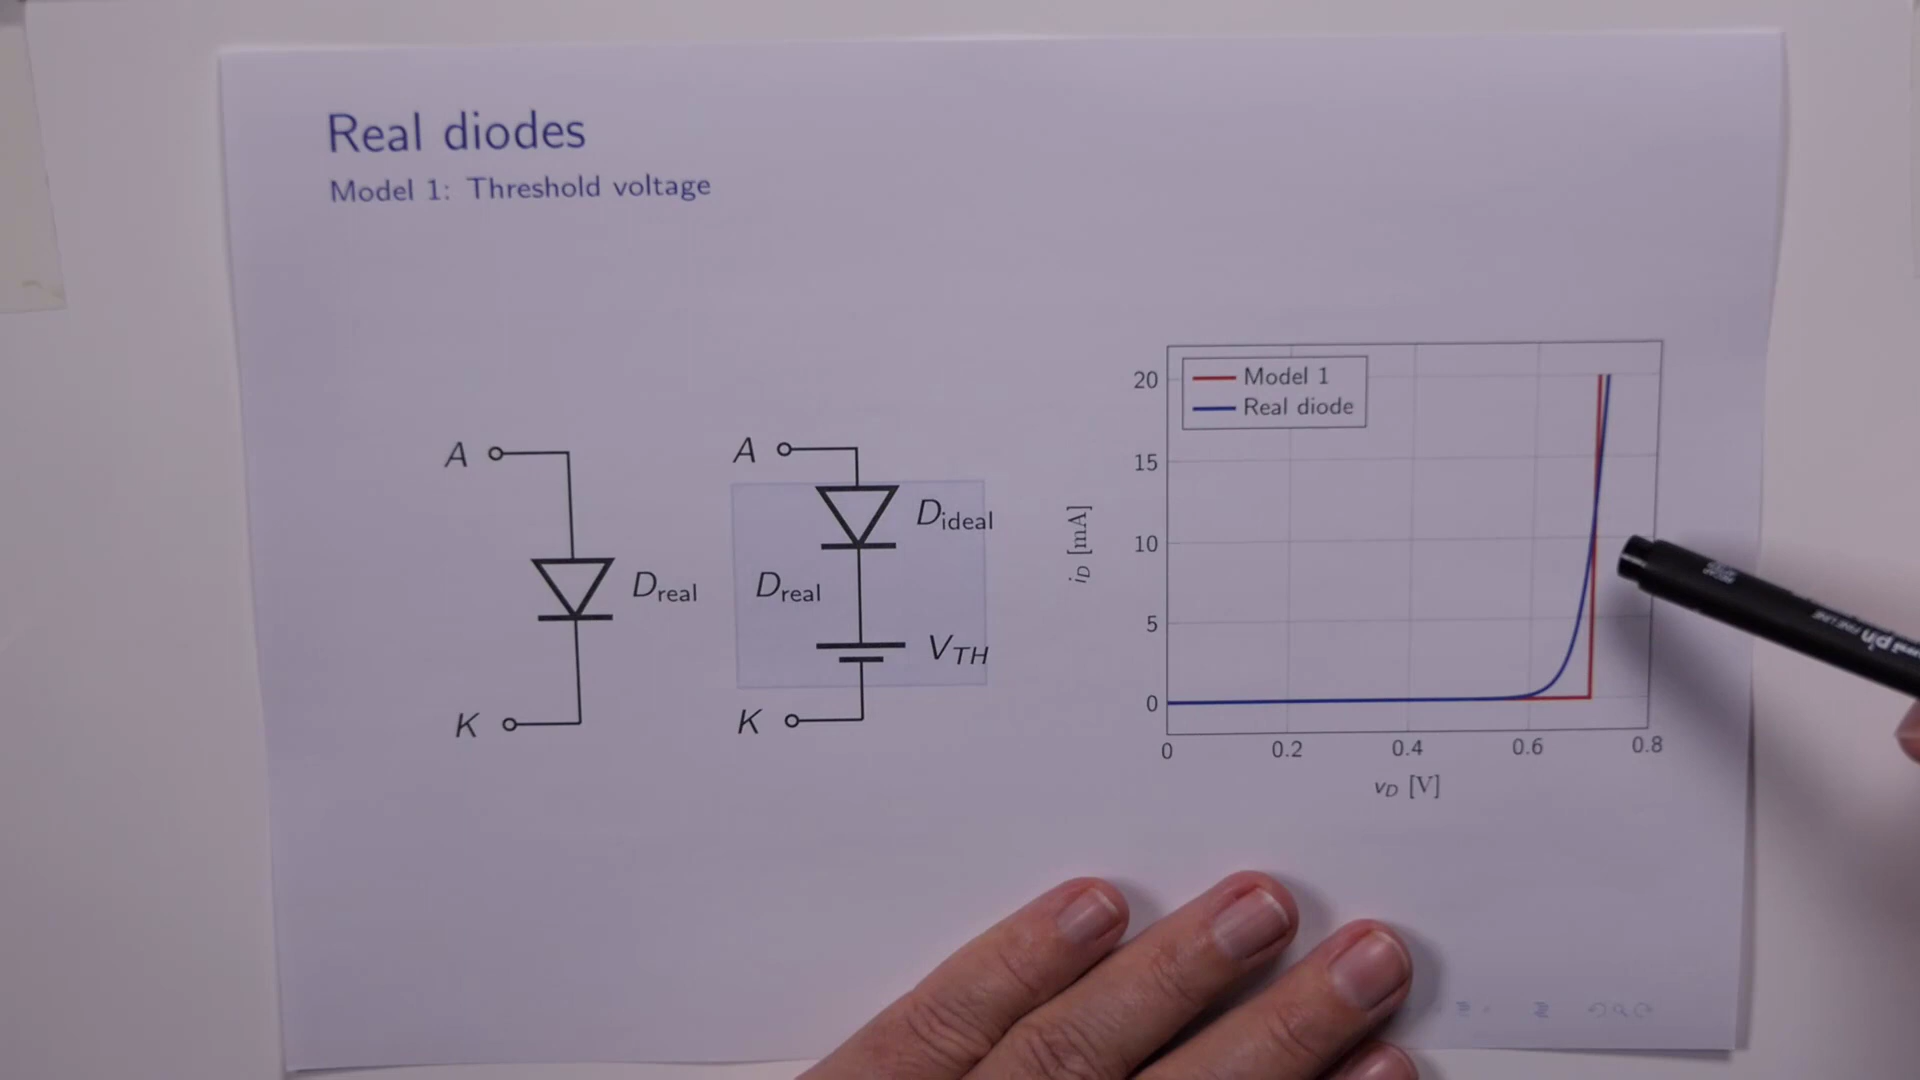 Real diodes
Model 1: Threshold voltage
A
D_real
K
A
D_ideal
D_real
V_TH
K
Model 1
Real diode
20
15
10
5
0
i_D [mA]
0 0.2 0.4 0.6 0.8
v_D [V]